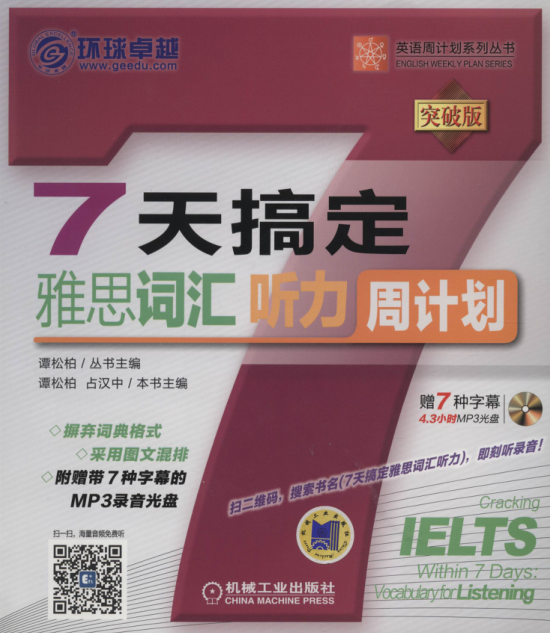 环球卓越
www.geedu.com
英语周计划系列丛书
ENGLISH WEEKLY PLAN SERIES
突破版
7天搞定
雅思词汇 听力 周计划
谭松柏 / 丛书主编
谭松柏 占汉中 / 本书主编
赠7种字幕
4.3小时MP3光盘
◇摒弃词典格式
◇采用图文混排
◇附赠带7种字幕的
MP3录音光盘
扫二维码，搜索书名(7天搞定雅思词汇听力)，即刻听录音！
扫一扫，海量音频免费听
Cracking
IELTS
Within 7 Days:
Vocabulary for Listening
机械工业出版社
CHINA MACHINE PRESS